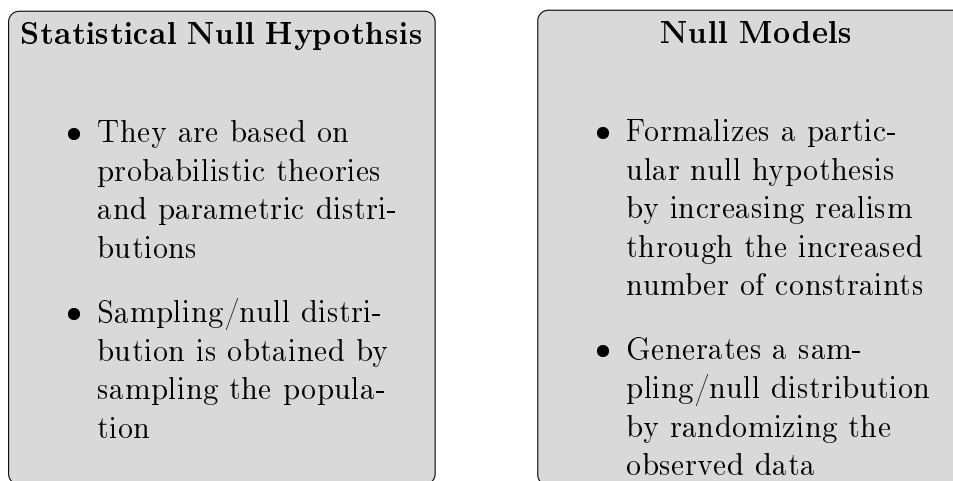 Statistical Null Hypothsis
• They are based on
probabilistic theories
and parametric distri-
butions
• Sampling/null distri-
bution is obtained by
sampling the popula-
tion
Null Models
• Formalizes a partic-
ular null hypothesis
by increasing realism
through the increased
number of constraints
• Generates a sam-
pling/null distribution
by randomizing the
observed data